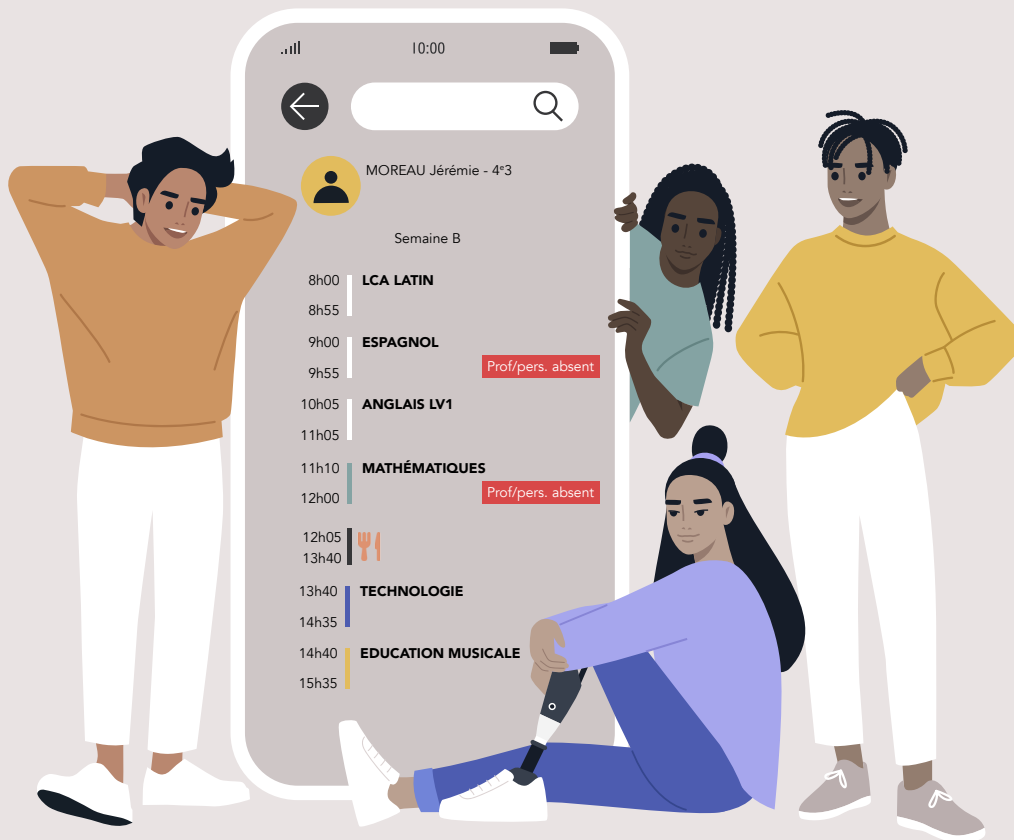 10:00
MOREAU Jérémie - 4ᵉ3
Semaine B
8h00 LCA LATIN
8h55
9h00 ESPAGNOL
Prof/pers. absent
9h55
10h05 ANGLAIS LV1
11h05
11h10 MATHÉMATIQUES
Prof/pers. absent
12h00
12h05
13h40
13h40 TECHNOLOGIE
14h35
14h40 EDUCATION MUSICALE
15h35